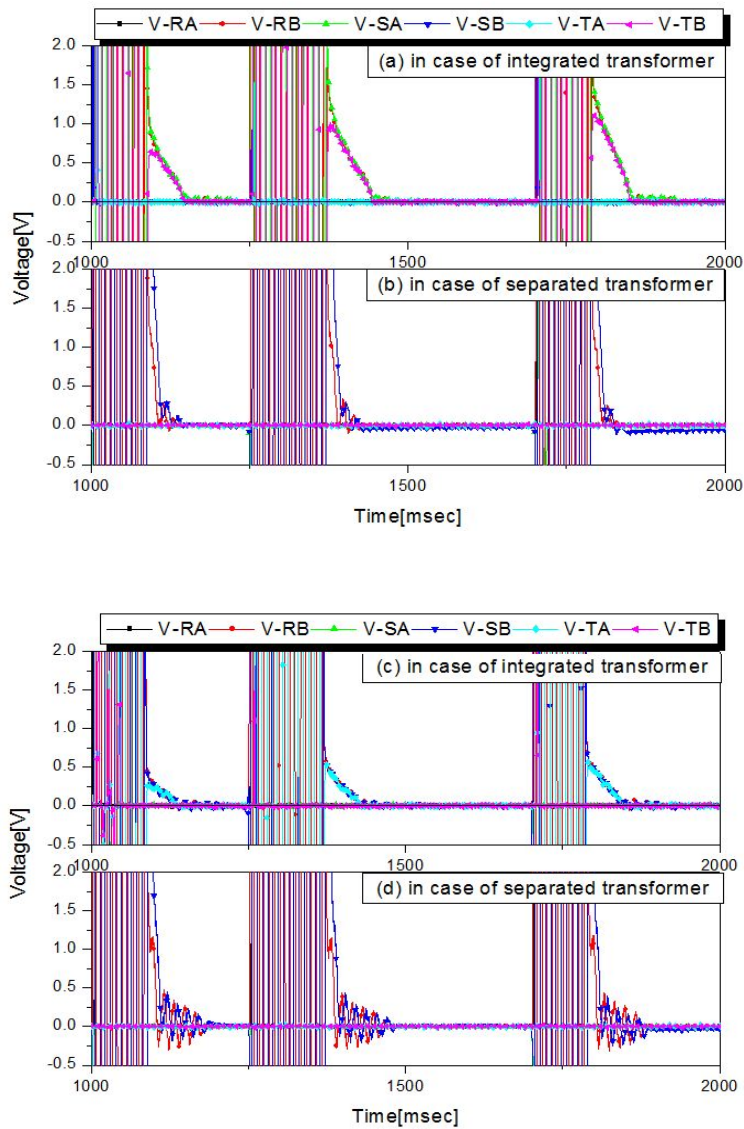 V-RA V-RB V-SA V-SB V-TA V-TB
2.0
(a) in case of integrated transformer
1.5
1.0
0.5
0.0
-0.5
1000 1500 2000
Voltage[V]
2.0
(b) in case of separated transformer
1.5
1.0
0.5
0.0
-0.5
1000 1500 2000
Time[msec]
V-RA V-RB V-SA V-SB V-TA V-TB
2.0
(c) in case of integrated transformer
1.5
1.0
0.5
0.0
-0.5
1000 1500 2000
Voltage[V]
2.0
(d) in case of separated transformer
1.5
1.0
0.5
0.0
-0.5
1000 1500 2000
Time[msec]